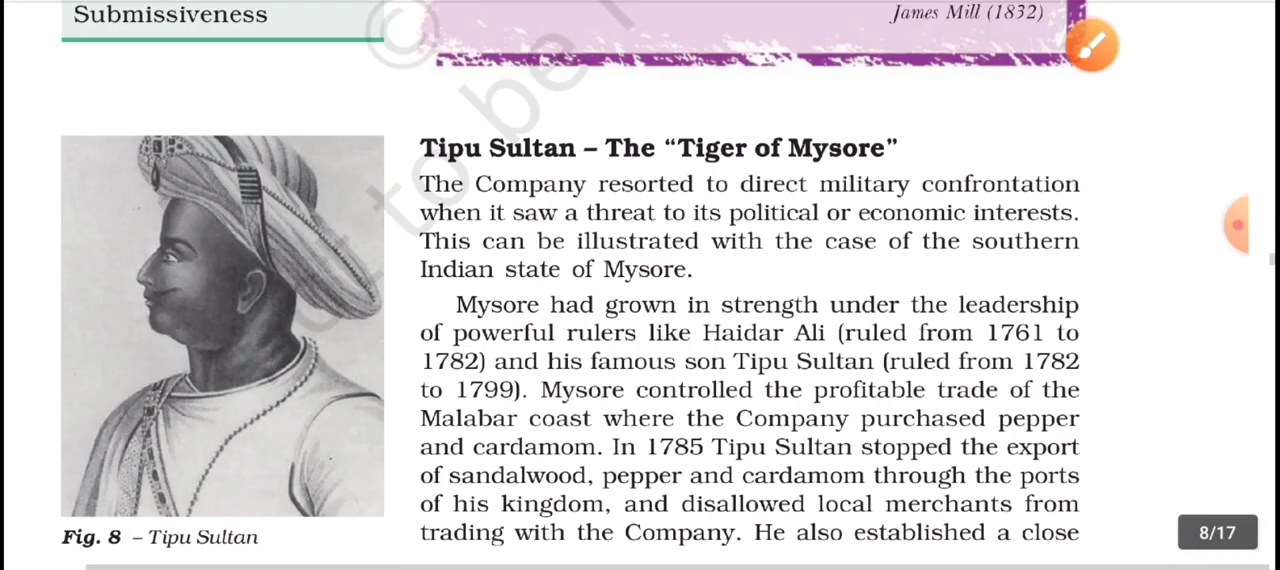 Submissiveness
James Mill (1832)
©
to be
Tipu Sultan – The “Tiger of Mysore”
The Company resorted to direct military confrontation
when it saw a threat to its political or economic interests.
This can be illustrated with the case of the southern
Indian state of Mysore.
Mysore had grown in strength under the leadership
of powerful rulers like Haidar Ali (ruled from 1761 to
1782) and his famous son Tipu Sultan (ruled from 1782
to 1799). Mysore controlled the profitable trade of the
Malabar coast where the Company purchased pepper
and cardamom. In 1785 Tipu Sultan stopped the export
of sandalwood, pepper and cardamom through the ports
of his kingdom, and disallowed local merchants from
trading with the Company. He also established a close
Fig. 8 – Tipu Sultan
8/17